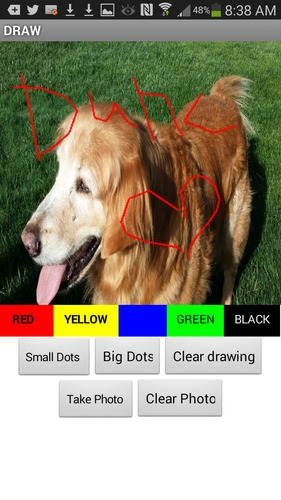 48% 8:38 AM
DRAW
Duke
RED YELLOW GREEN BLACK
Small Dots Big Dots Clear drawing
Take Photo Clear Photo